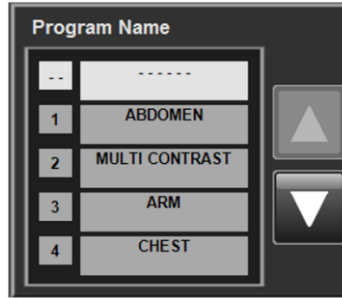 Program Name
-- ------
1 ABDOMEN
2 MULTI CONTRAST
3 ARM
4 CHEST